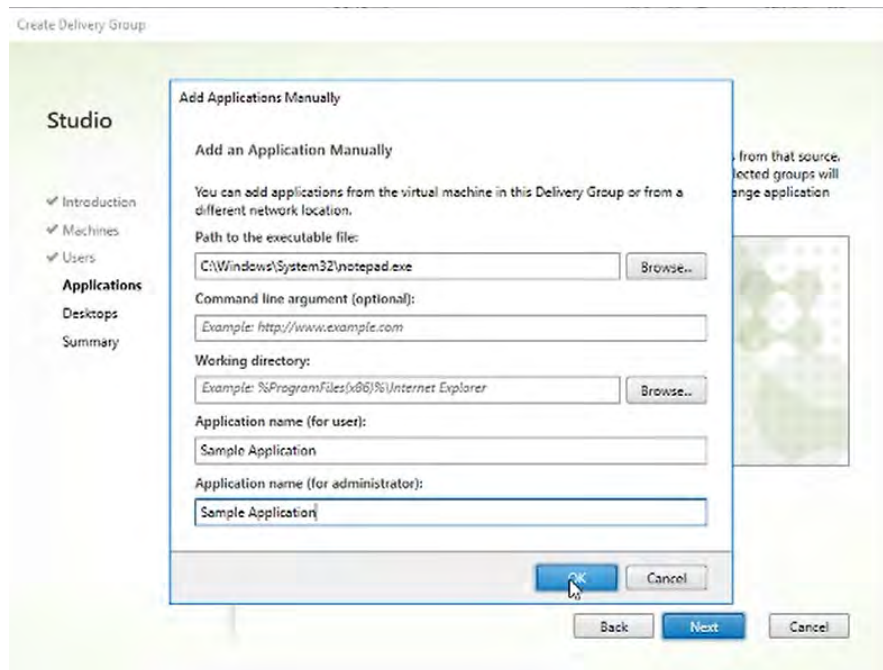 Create Delivery Group
Studio
Introduction
Machines
Users
Applications
Desktops
Summary
Add Applications Manually
Add an Application Manually
You can add applications from the virtual machine in this Delivery Group or from a
different network location.
Path to the executable file:
C:\Windows\System32\notepad.exe
Browse...
Command line argument (optional):
Example: http://www.example.com
Working directory:
Example: %ProgramFiles(x86)%\Internet Explorer
Browse...
Application name (for user):
Sample Application
Application name (for administrator):
Sample Application
OK
Cancel
from that source.
lected groups will
ange application
Back
Next
Cancel